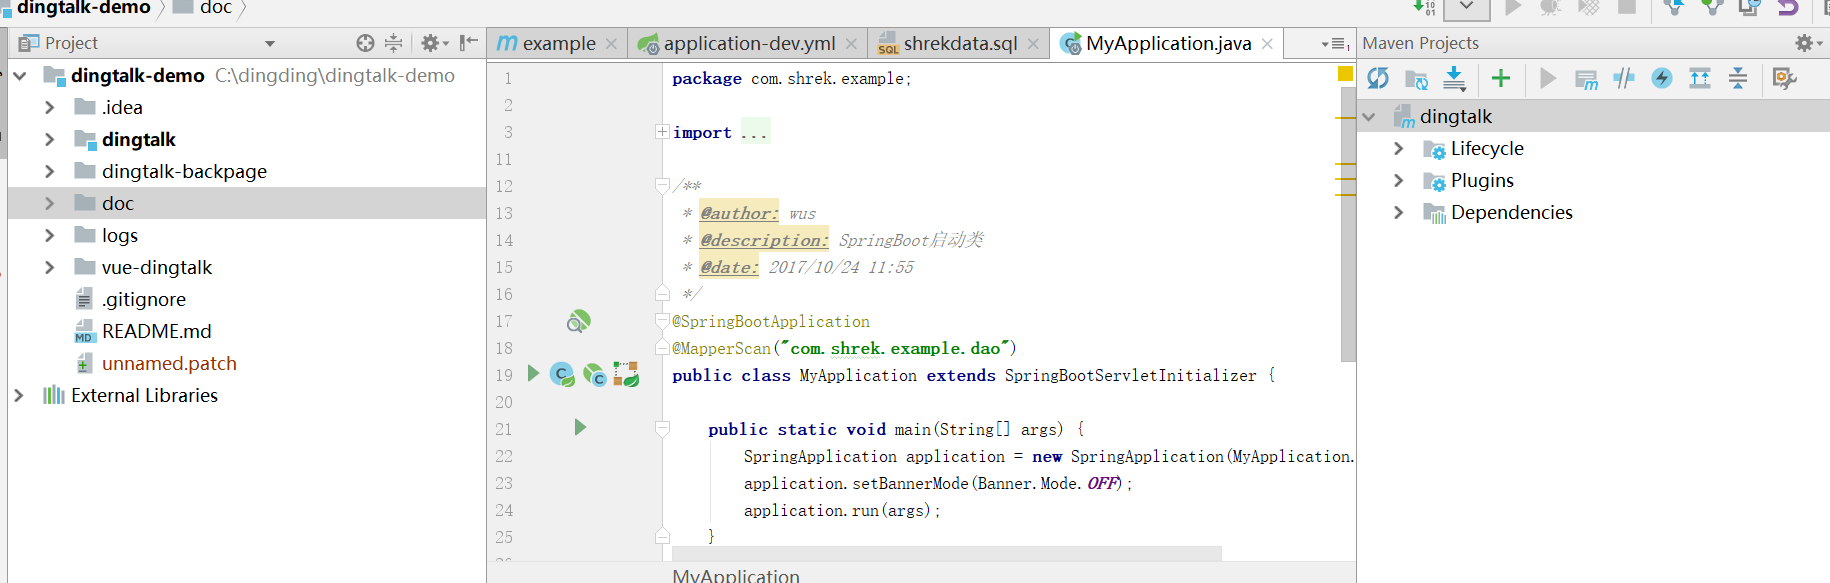 dingtalk-demo doc
Project
example
application-dev.yml
shrekdata.sql
MyApplication.java
Maven Projects
dingtalk-demo C:\dingding\dingtalk-demo
.idea
dingtalk
dingtalk-backpage
doc
logs
vue-dingtalk
.gitignore
README.md
unnamed.patch
External Libraries
1 package com.shrek.example;
2
3 import ...
11
12 /**
13 * @author: wus
14 * @description: SpringBoot启动类
15 * @date: 2017/10/24 11:55
16 */
17 @SpringBootApplication
18 @MapperScan("com.shrek.example.dao")
19 public class MyApplication extends SpringBootServletInitializer {
20
21 public static void main(String[] args) {
22 SpringApplication application = new SpringApplication(MyApplication.
23 application.setBannerMode(Banner.Mode.OFF);
24 application.run(args);
25 }
MyApplication
dingtalk
Lifecycle
Plugins
Dependencies